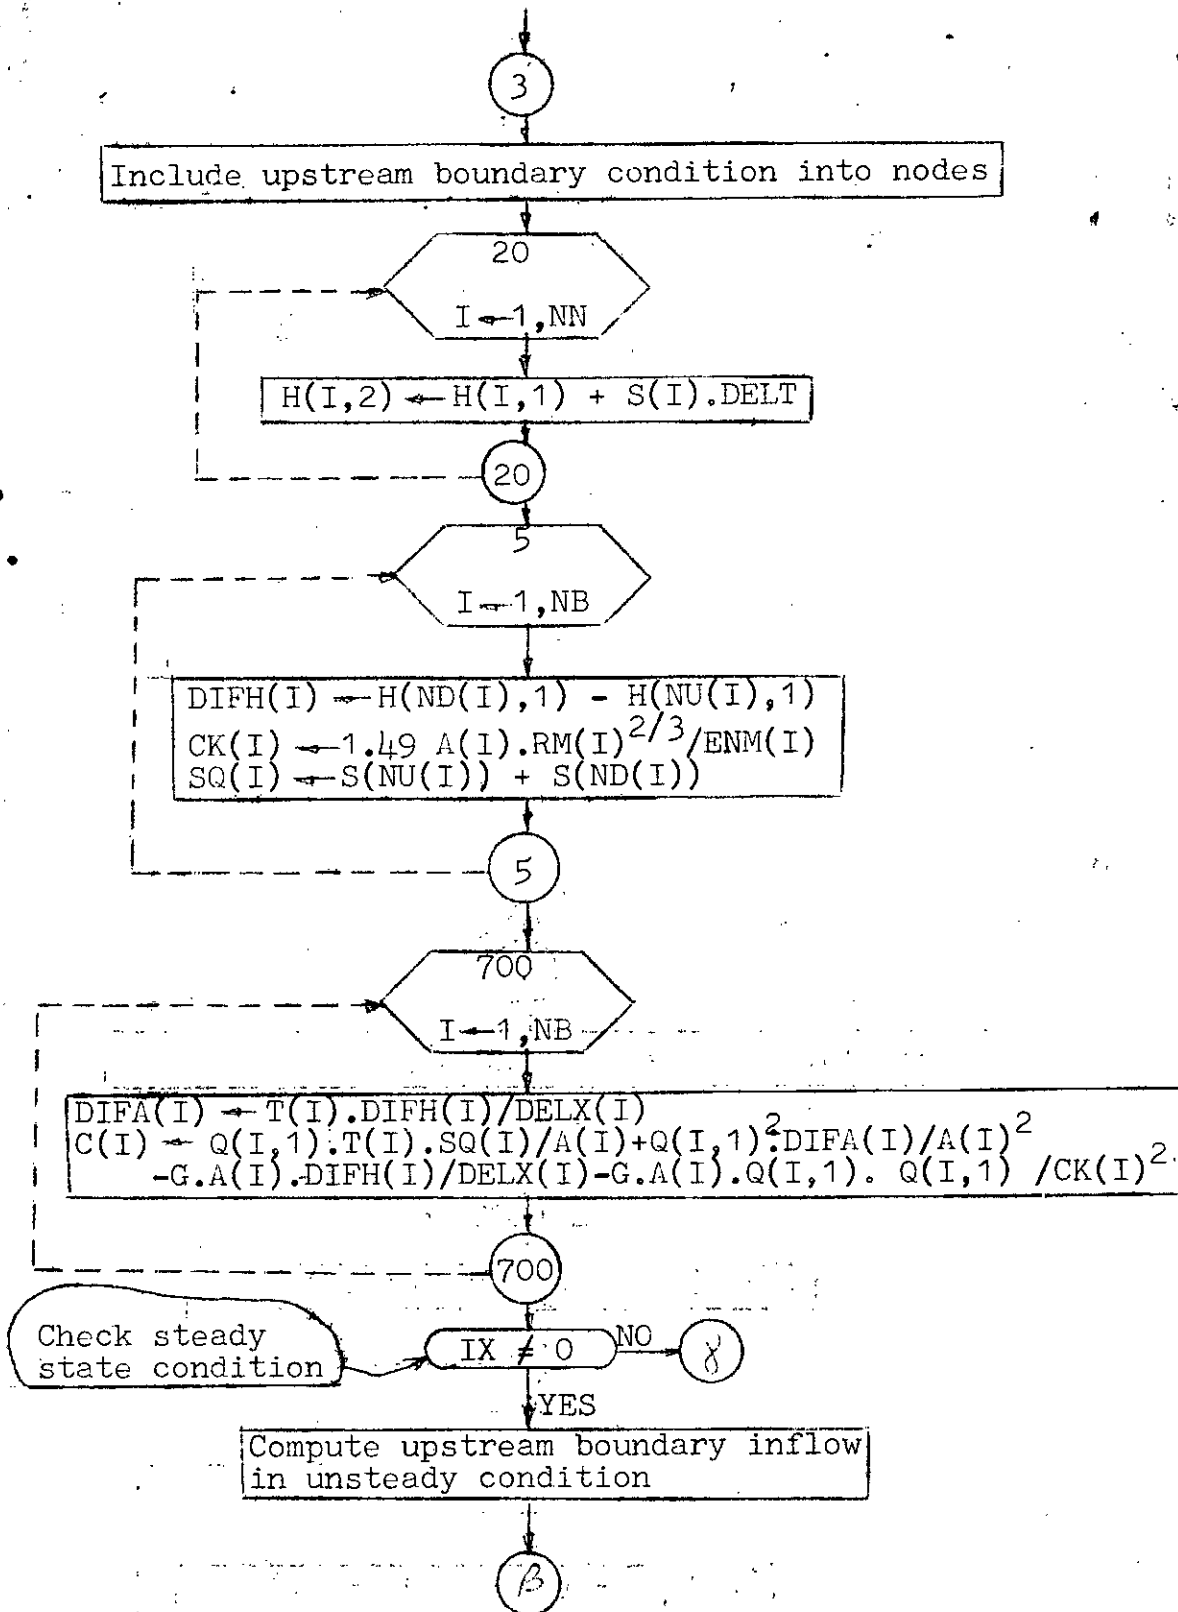 3
Include upstream boundary condition into nodes
20
I←1,NN
H(I,2) ← H(I,1) + S(I).DELT
20
5
I←1,NB
DIFH(I) ← H(ND(I),1) - H(NU(I),1)
CK(I) ← 1.49 A(I).RM(I)^2/3/ENM(I)
SQ(I) ← S(NU(I)) + S(ND(I))
5
700
I←1,NB
DIFA(I) ← T(I).DIFH(I)/DELX(I)
C(I) ← Q(I,1).T(I).SQ(I)/A(I)+Q(I,1)².DIFA(I)/A(I)²
-G.A(I).DIFH(I)/DELX(I)-G.A(I).Q(I,1). Q(I,1) /CK(I)²
700
Check steady
state condition
IX ≠ 0
NO
γ
YES
Compute upstream boundary inflow
in unsteady condition
β